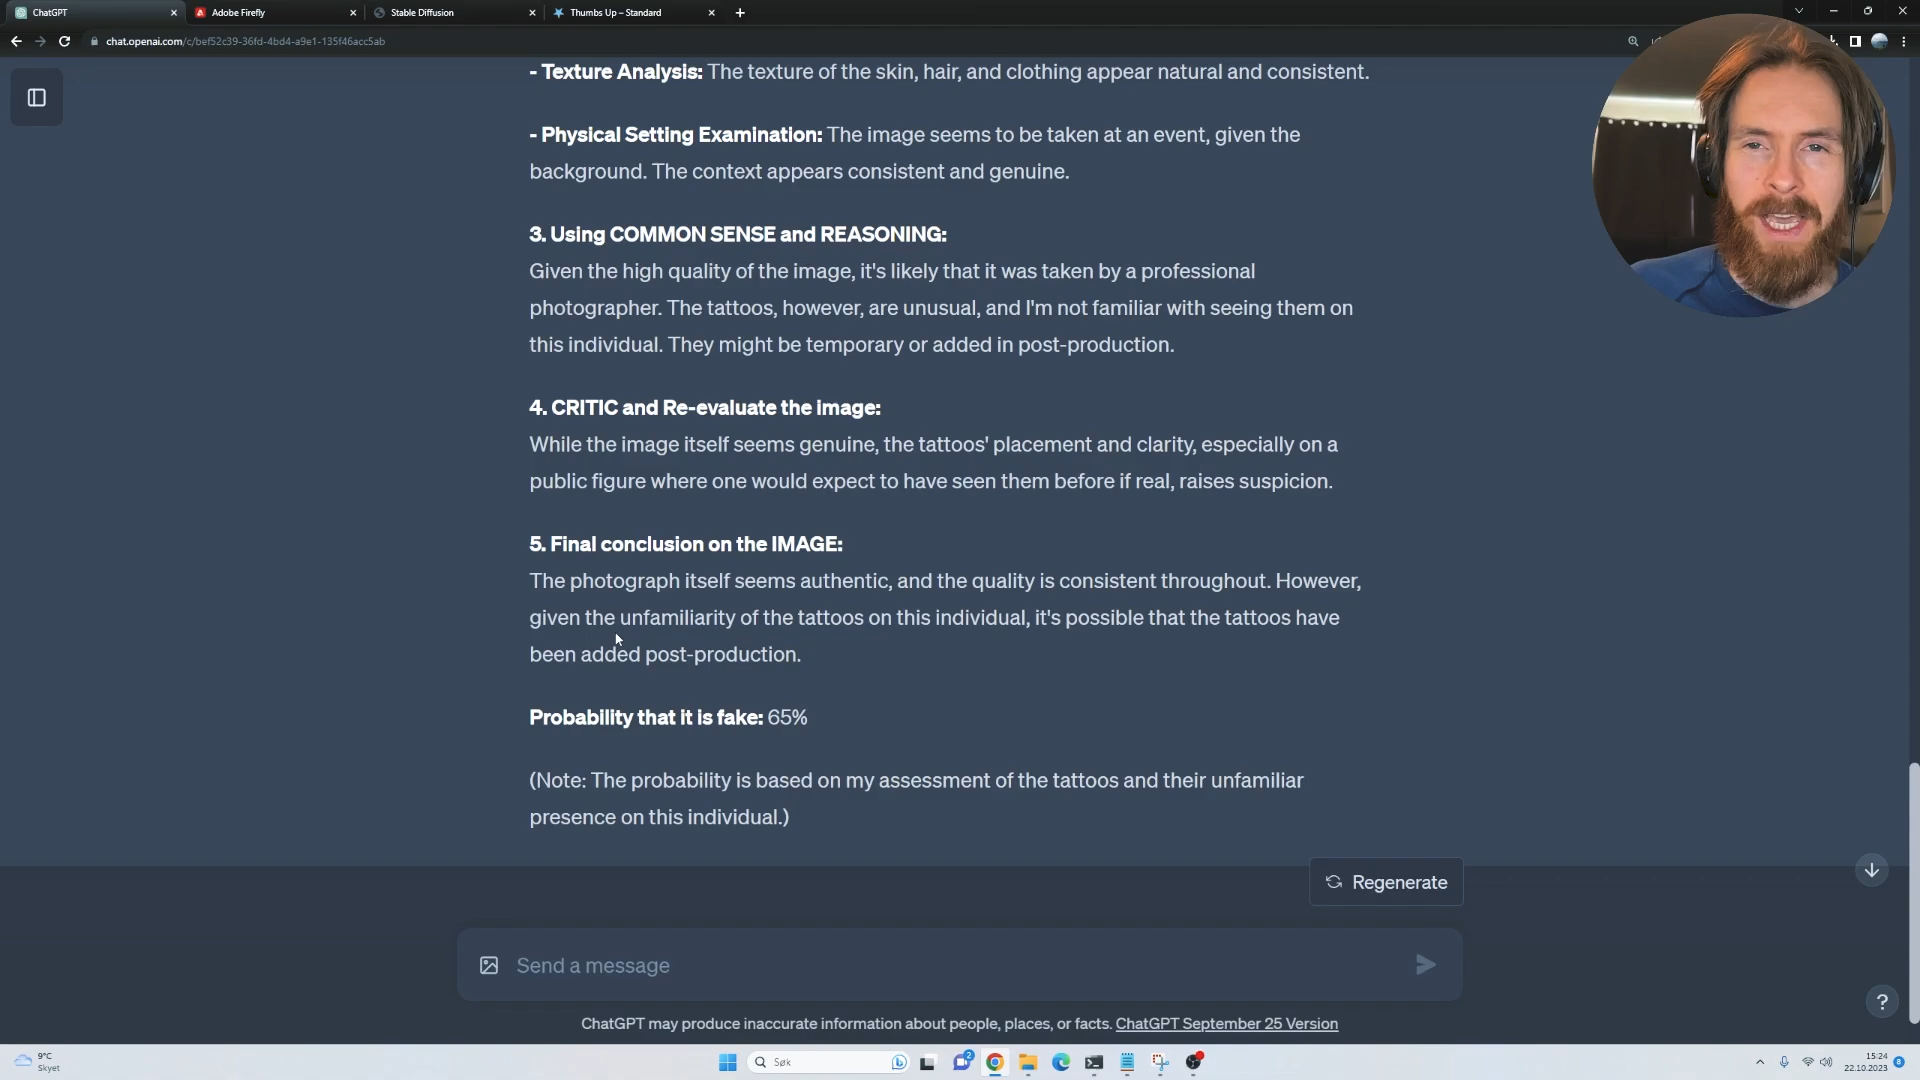 ChatGPT
Adobe Firefly
Stable Diffusion
Thumbs Up – Standard
chat.openai.com/c/bef52c39-36fd-4bd4-a9e1-135f46acc5ab
- Texture Analysis: The texture of the skin, hair, and clothing appear natural and consistent.
- Physical Setting Examination: The image seems to be taken at an event, given the
background. The context appears consistent and genuine.
3. Using COMMON SENSE and REASONING:
Given the high quality of the image, it's likely that it was taken by a professional
photographer. The tattoos, however, are unusual, and I'm not familiar with seeing them on
this individual. They might be temporary or added in post-production.
4. CRITIC and Re-evaluate the image:
While the image itself seems genuine, the tattoos' placement and clarity, especially on a
public figure where one would expect to have seen them before if real, raises suspicion.
5. Final conclusion on the IMAGE:
The photograph itself seems authentic, and the quality is consistent throughout. However,
given the unfamiliarity of the tattoos on this individual, it's possible that the tattoos have
been added post-production.
Probability that it is fake: 65%
(Note: The probability is based on my assessment of the tattoos and their unfamiliar
presence on this individual.)
Regenerate
Send a message
?
ChatGPT may produce inaccurate information about people, places, or facts. ChatGPT September 25 Version
9°C
Skyet
Søk
2
15:24
22.10.2023
8